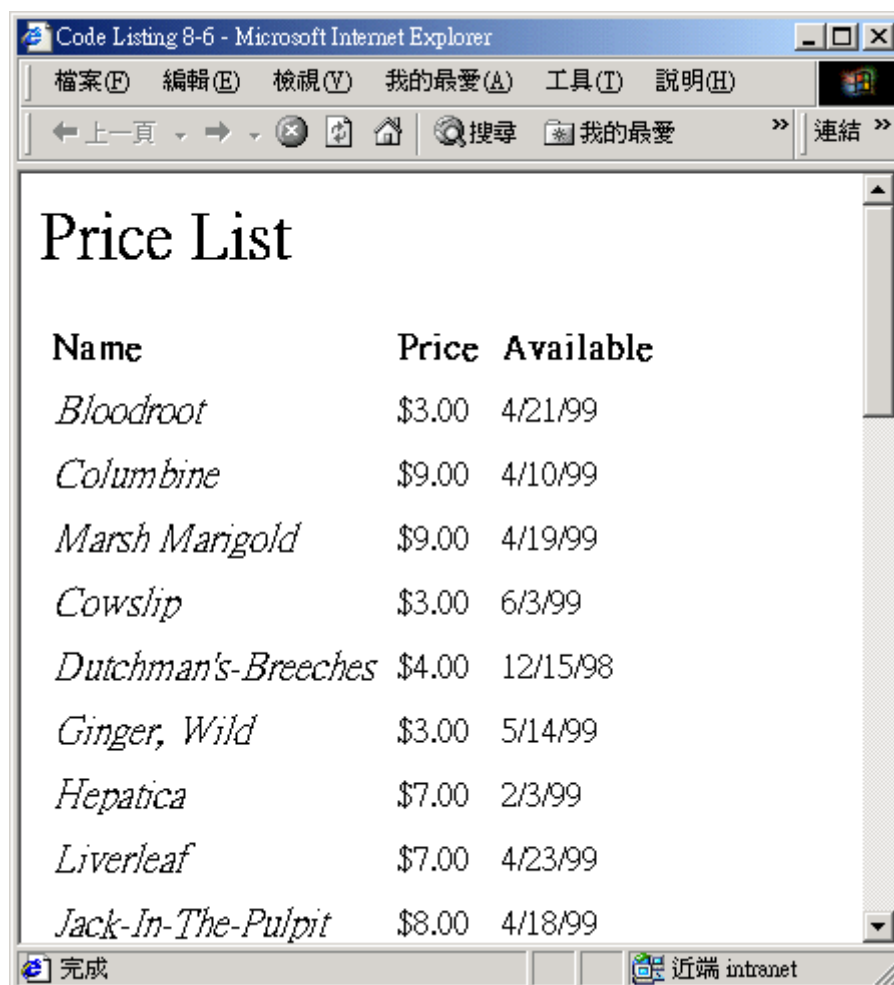 Code Listing 8-6 - Microsoft Internet Explorer
檔案(F) 編輯(E) 檢視(V) 我的最愛(A) 工具(T) 說明(H)
上一頁 搜尋 我的最愛 » 連結 »
Price List
Name Price Available
Bloodroot $3.00 4/21/99
Columbine $9.00 4/10/99
Marsh Marigold $9.00 4/19/99
Cowslip $3.00 6/3/99
Dutchman's-Breeches $4.00 12/15/98
Ginger, Wild $3.00 5/14/99
Hepatica $7.00 2/3/99
Liverleaf $7.00 4/23/99
Jack-In-The-Pulpit $8.00 4/18/99
完成 近端 intranet